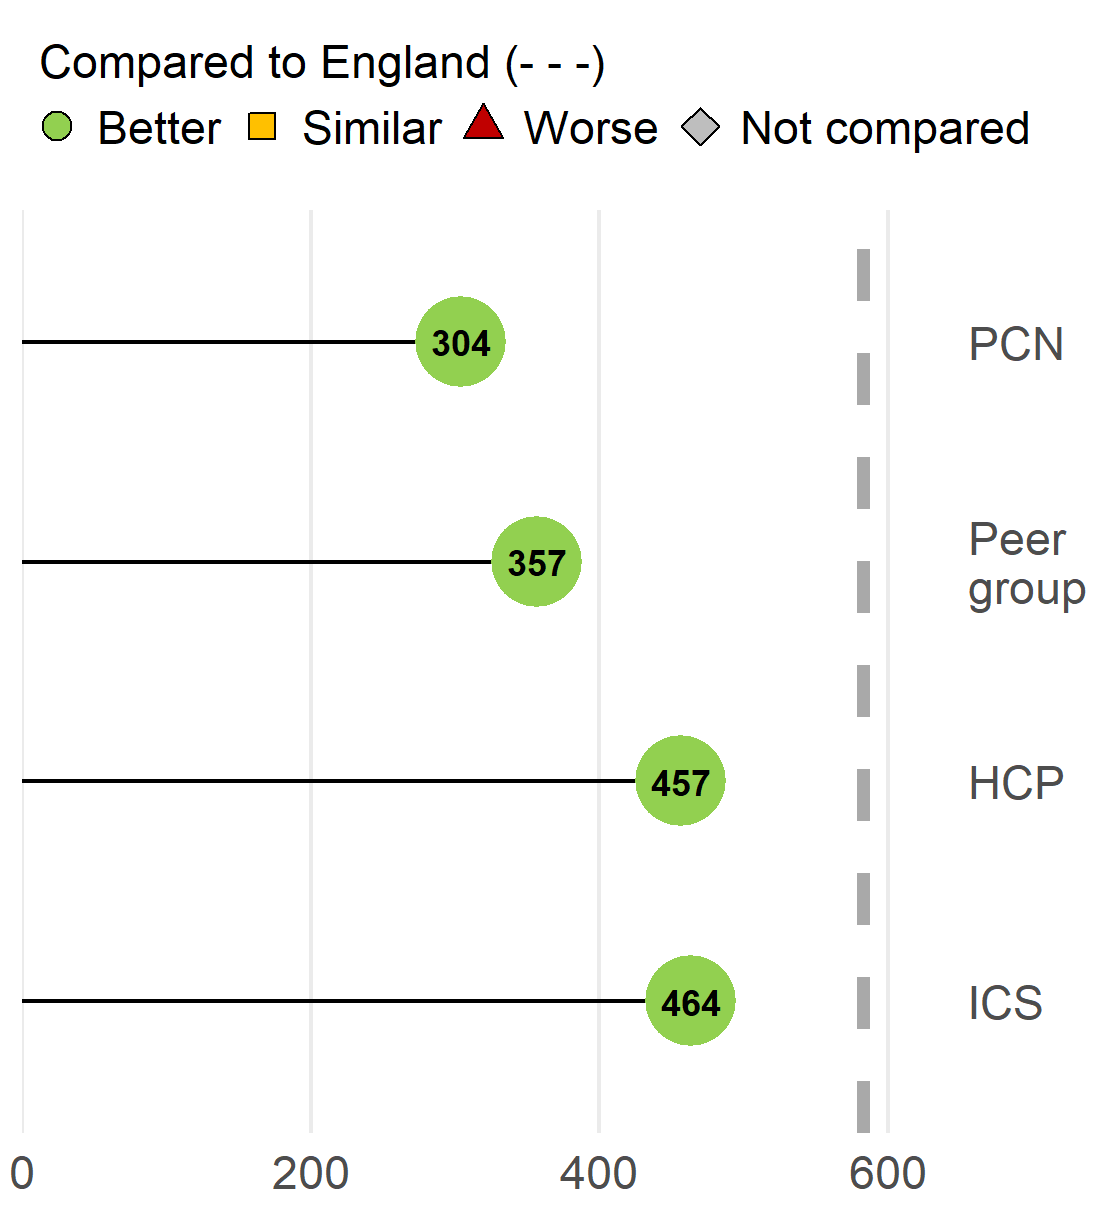 Compared to England (- - -)
Better Similar Worse Not compared
304 PCN
357 Peer
group
457 HCP
464 ICS
0 200 400 600